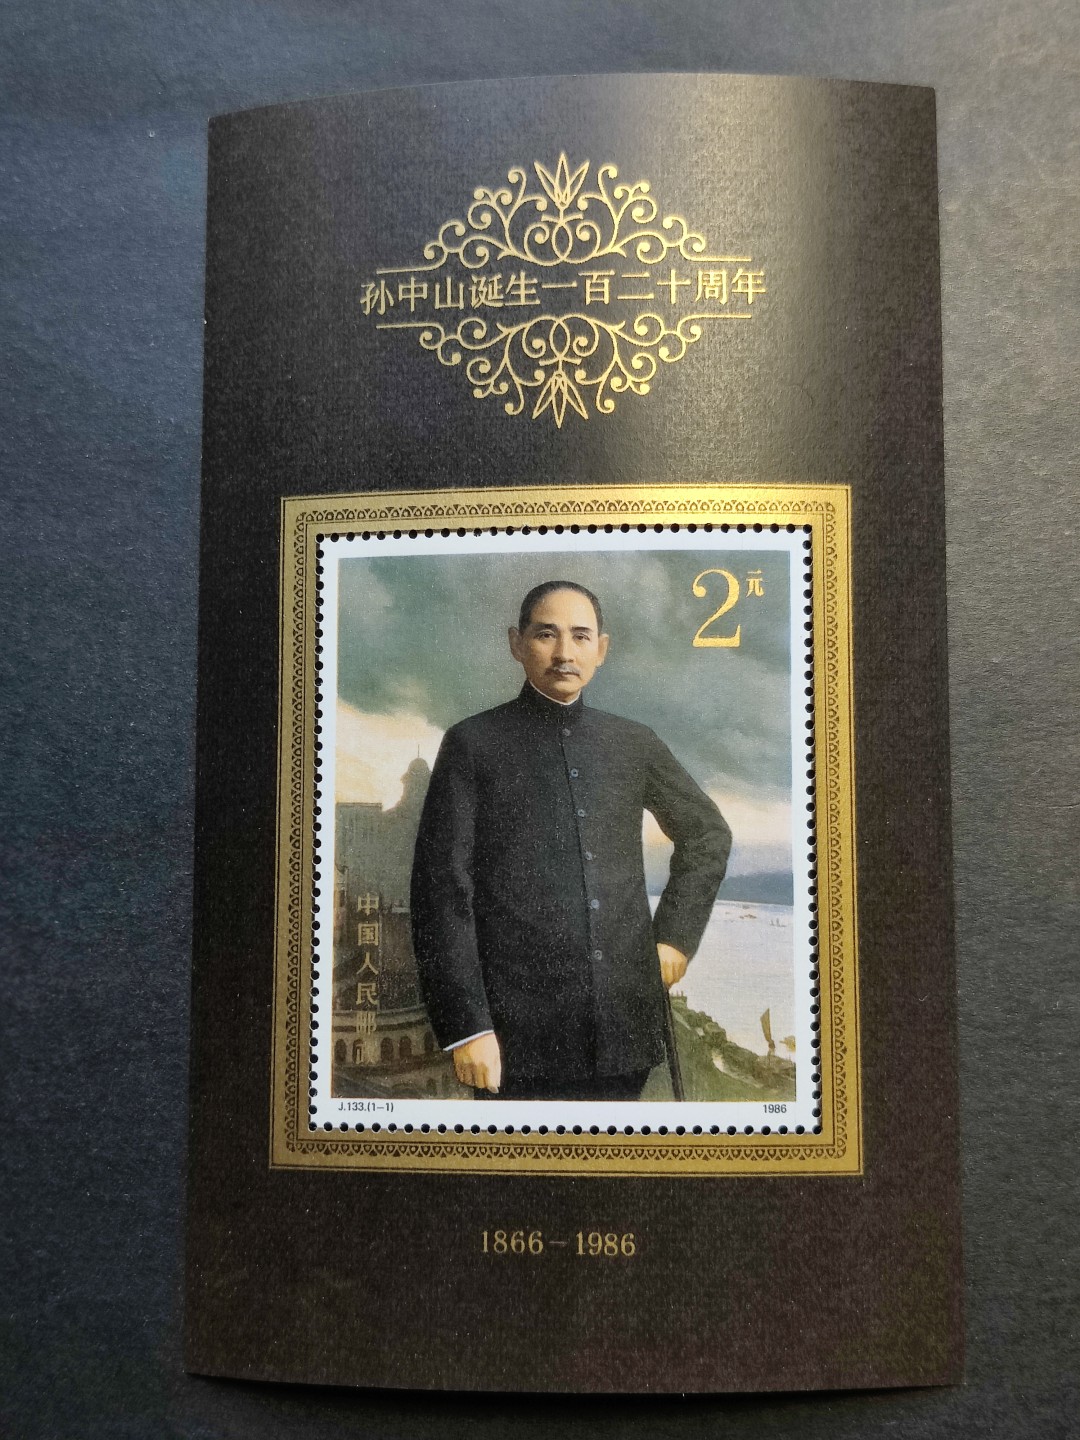 孙中山诞生一百二十周年
2元
中国人民邮
J.133.(1-1)
1986
1866-1986